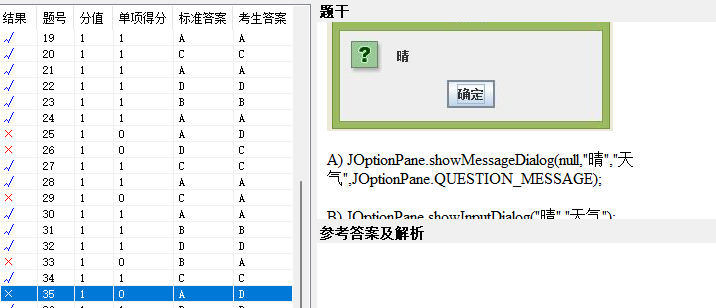 结果 题号 分值 单项得分 标准答案 考生答案
19 1 1 A A
20 1 1 C C
21 1 1 A A
22 1 1 D D
23 1 1 B B
24 1 1 A A
25 1 0 A D
26 1 0 D C
27 1 1 C C
28 1 1 A A
29 1 0 C A
30 1 1 A A
31 1 1 B B
32 1 1 D D
33 1 0 B A
34 1 1 C C
35 1 0 A D
题干
?
晴
确定
A) JOptionPane.showMessageDialog(null,"晴","天
气",JOptionPane.QUESTION_MESSAGE);
B) JOptionPane.showInputDialog("晴","天气");
参考答案及解析